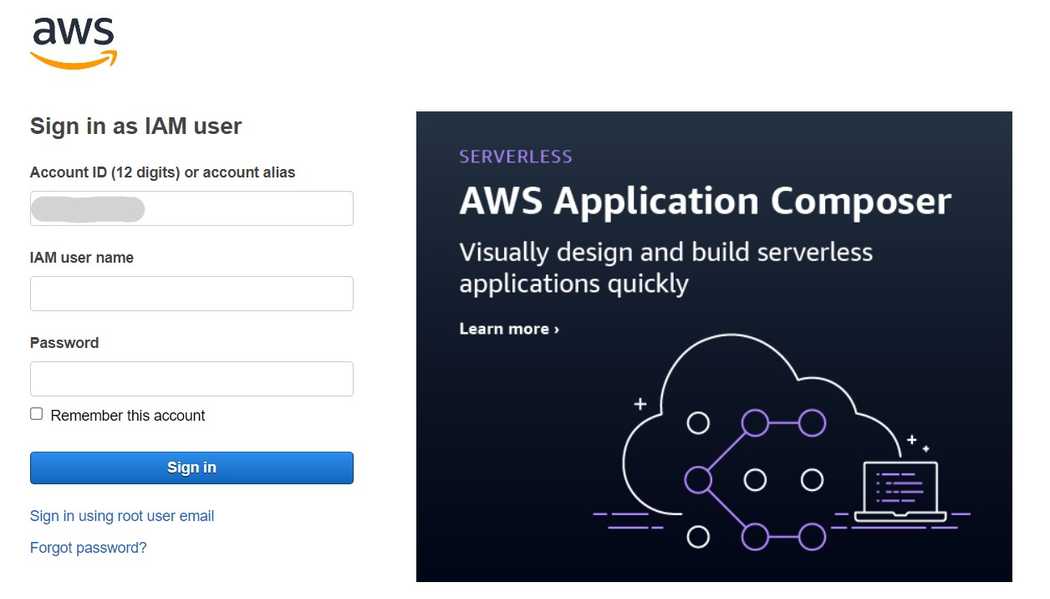 aws
Sign in as IAM user
Account ID (12 digits) or account alias
IAM user name
Password
Remember this account
Sign in
Sign in using root user email
Forgot password?
SERVERLESS
AWS Application Composer
Visually design and build serverless
applications quickly
Learn more ›